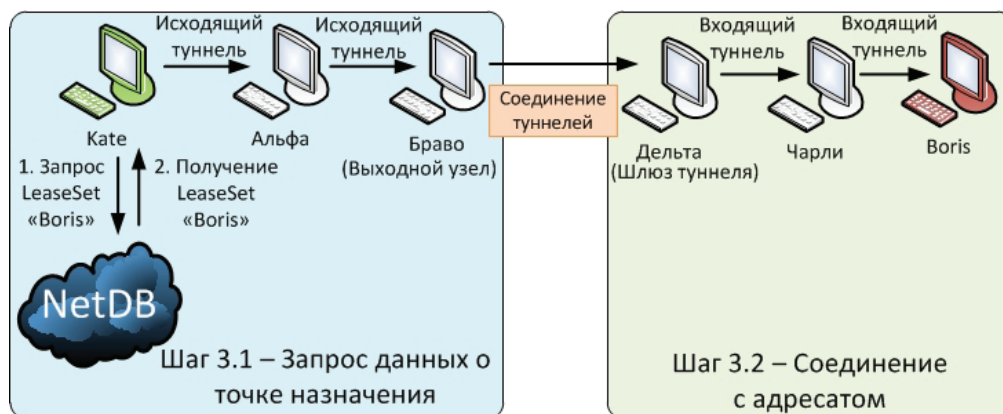 Исходящий
туннель
Исходящий
туннель
Kate
Альфа
Браво
(Выходной узел)
1. Запрос
LeaseSet
«Boris»
2. Получение
LeaseSet
«Boris»
NetDB
Шаг 3.1 – Запрос данных о
точке назначения
Соединение
туннелей
Входящий
туннель
Входящий
туннель
Дельта
(Шлюз туннеля)
Чарли
Boris
Шаг 3.2 – Соединение
с адресатом